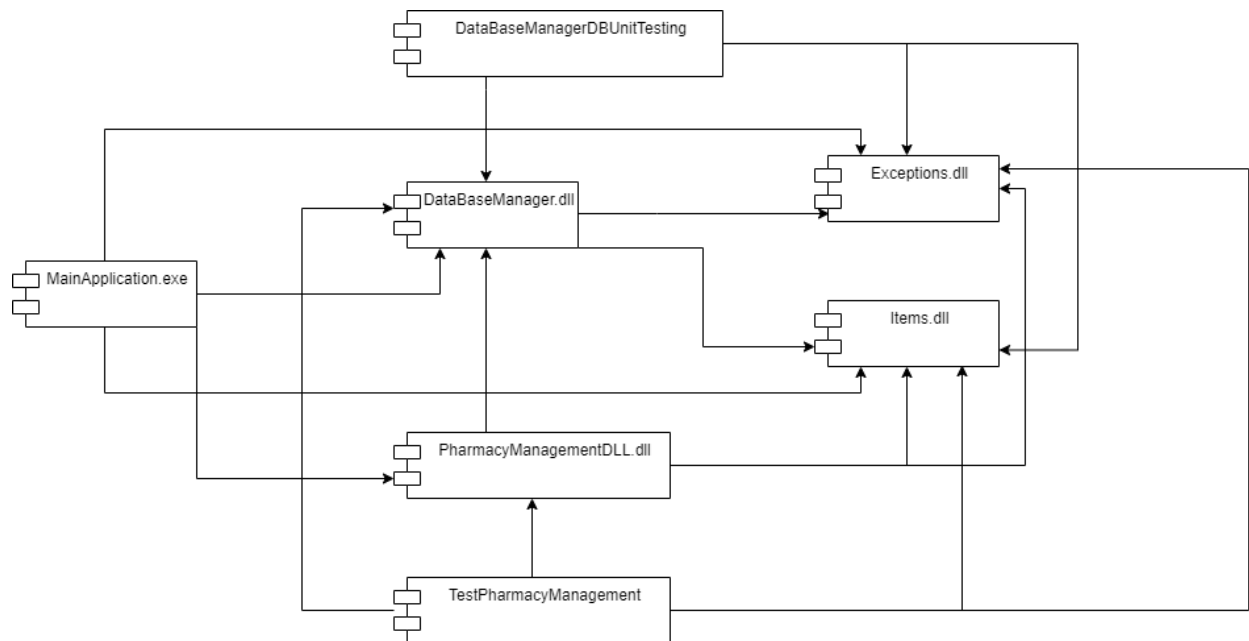 DataBaseManagerDBUnitTesting
Exceptions.dll
DataBaseManager.dll
MainApplication.exe
Items.dll
PharmacyManagementDLL.dll
TestPharmacyManagement